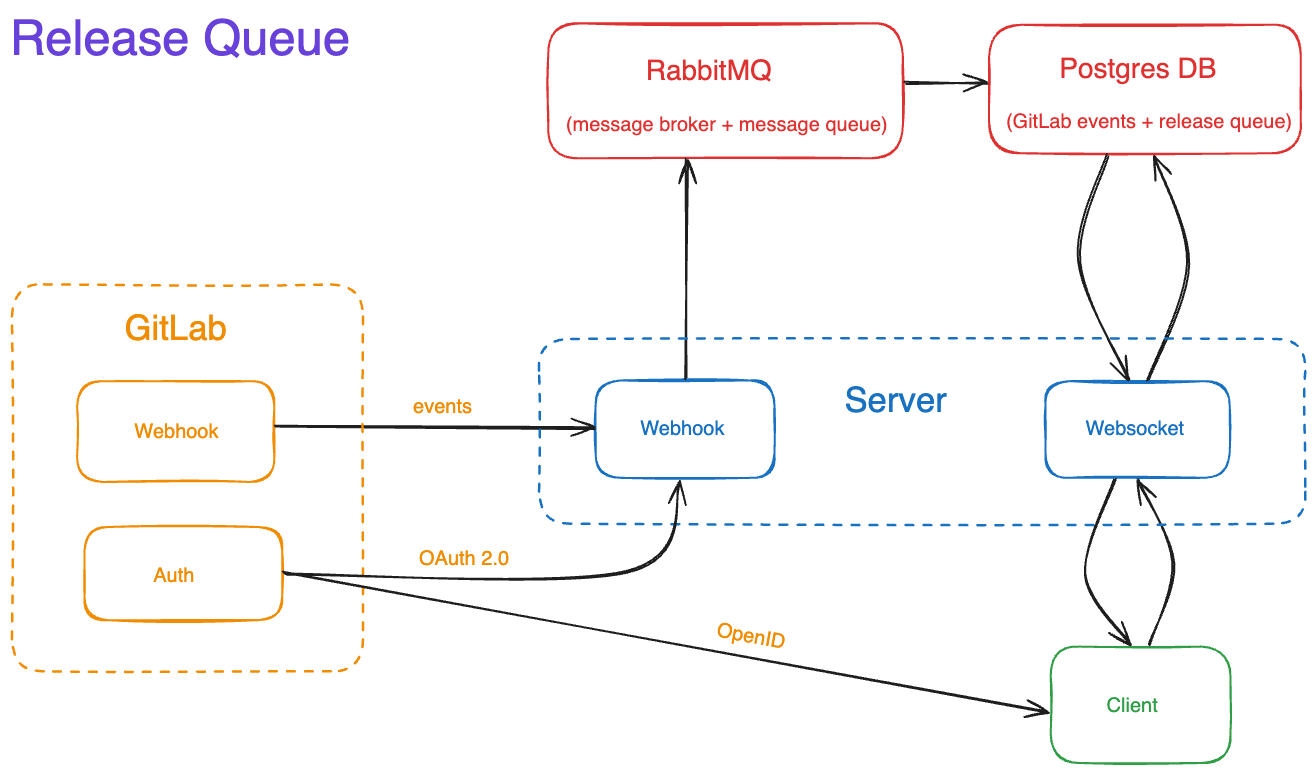 Release Queue
RabbitMQ
(message broker + message queue)
Postgres DB
(GitLab events + release queue)
GitLab
Webhook
events
Webhook
Server
Websocket
Auth
OAuth 2.0
OpenID
Client